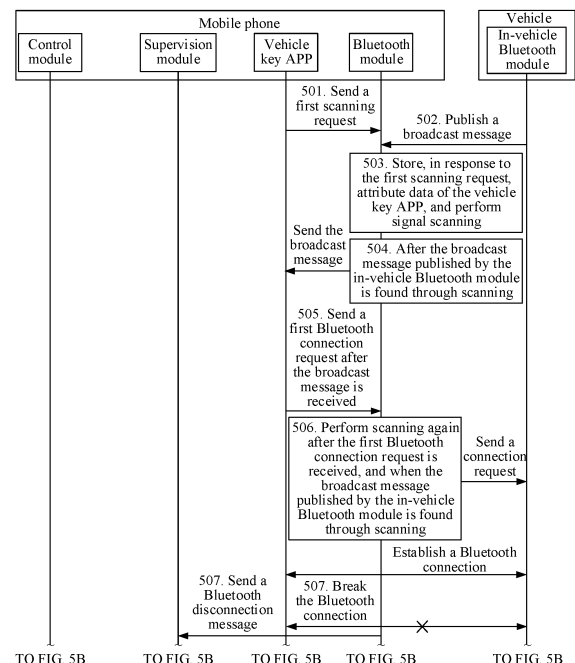 Mobile phone
Vehicle
Control
module
Supervision
module
Vehicle
key APP
Bluetooth
module
In-vehicle
Bluetooth
module
501. Send a
first scanning
request
502. Publish a
broadcast message
503. Store, in response to
the first scanning request,
attribute data of the vehicle
key APP, and perform
signal scanning
Send the
broadcast
message
504. After the broadcast
message published by the
in-vehicle Bluetooth module
is found through scanning
505. Send a
first Bluetooth
connection
request after
the broadcast
message is
received
506. Perform scanning again
after the first Bluetooth
connection request is
received, and when the
broadcast message
published by the in-vehicle
Bluetooth module is found
through scanning
Send a
connection
request
Establish a Bluetooth
connection
507. Send a
Bluetooth
disconnection
message
507. Break
the Bluetooth
connection
TO FIG. 5B
TO FIG. 5B
TO FIG. 5B
TO FIG. 5B
TO FIG. 5B